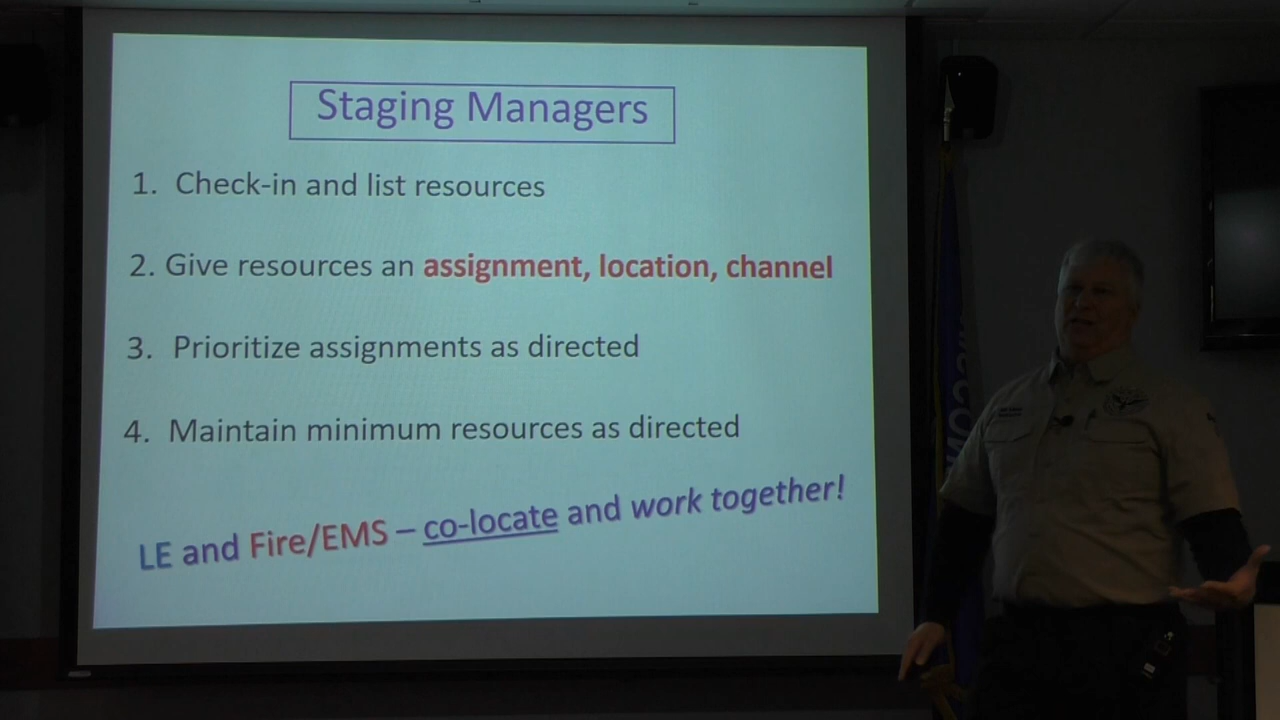 Staging Managers
1. Check-in and list resources
2. Give resources an assignment, location, channel
3. Prioritize assignments as directed
4. Maintain minimum resources as directed
LE and Fire/EMS – co-locate and work together!